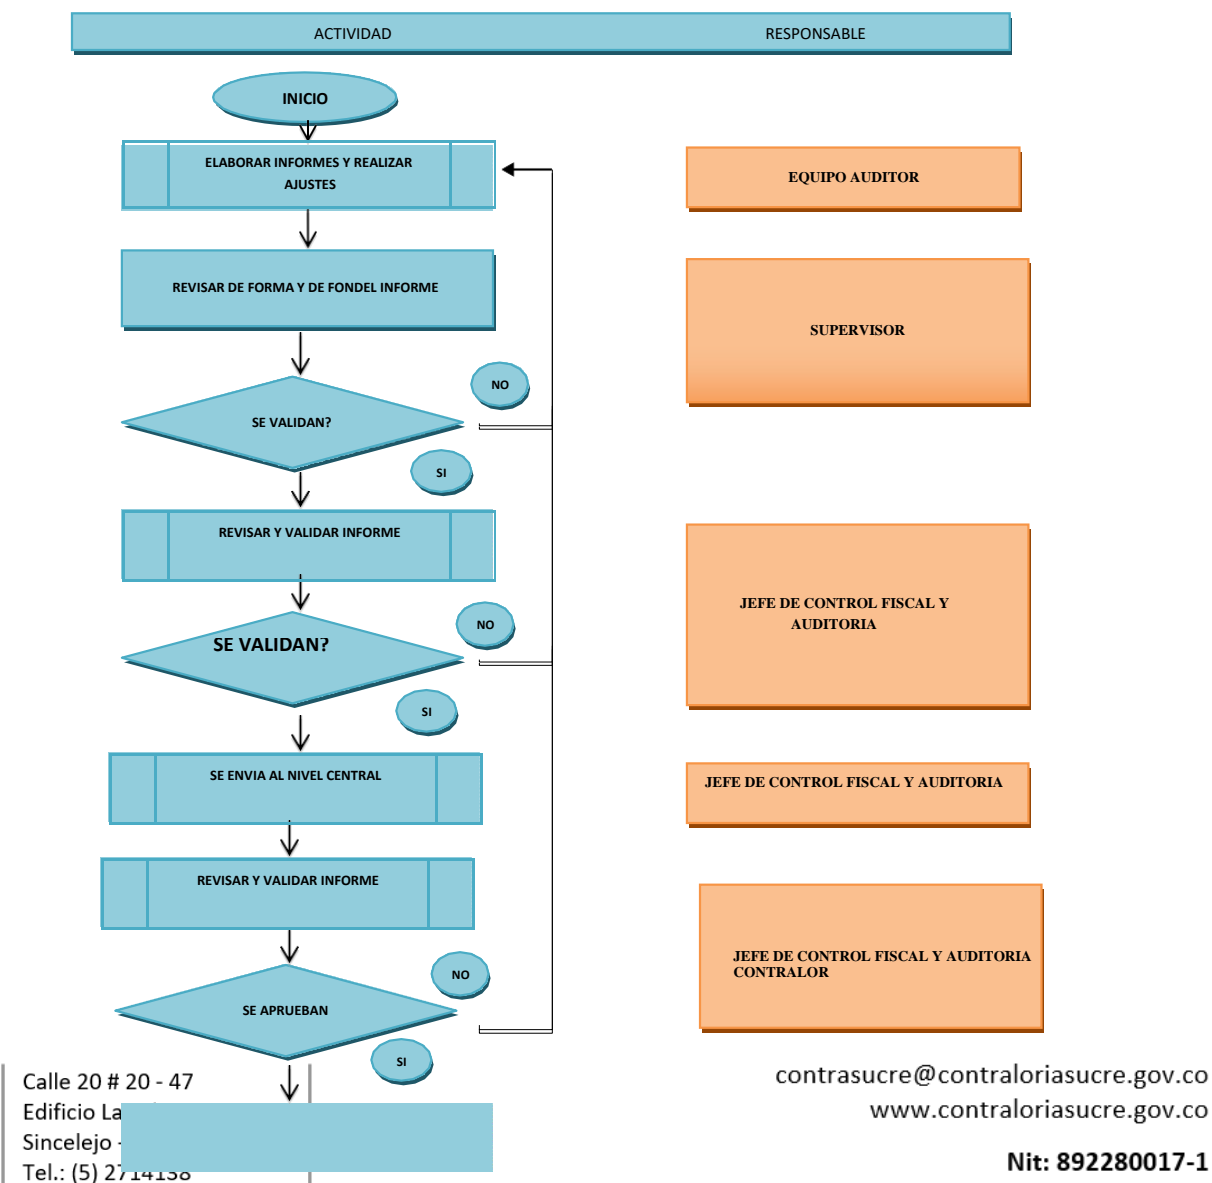 ACTIVIDAD RESPONSABLE
INICIO
ELABORAR INFORMES Y REALIZAR
AJUSTES
EQUIPO AUDITOR
REVISAR DE FORMA Y DE FONDEL INFORME
SUPERVISOR
NO
SE VALIDAN?
SI
REVISAR Y VALIDAR INFORME
JEFE DE CONTROL FISCAL Y
AUDITORIA
NO
SE VALIDAN?
SI
SE ENVIA AL NIVEL CENTRAL
JEFE DE CONTROL FISCAL Y AUDITORIA
REVISAR Y VALIDAR INFORME
JEFE DE CONTROL FISCAL Y AUDITORIA
CONTRALOR
NO
SE APRUEBAN
SI
Calle 20 # 20 - 47
Edificio La
Sincelejo -
Tel.: (5) 2714138
contrasucre@contraloriasucre.gov.co
www.contraloriasucre.gov.co
Nit: 892280017-1